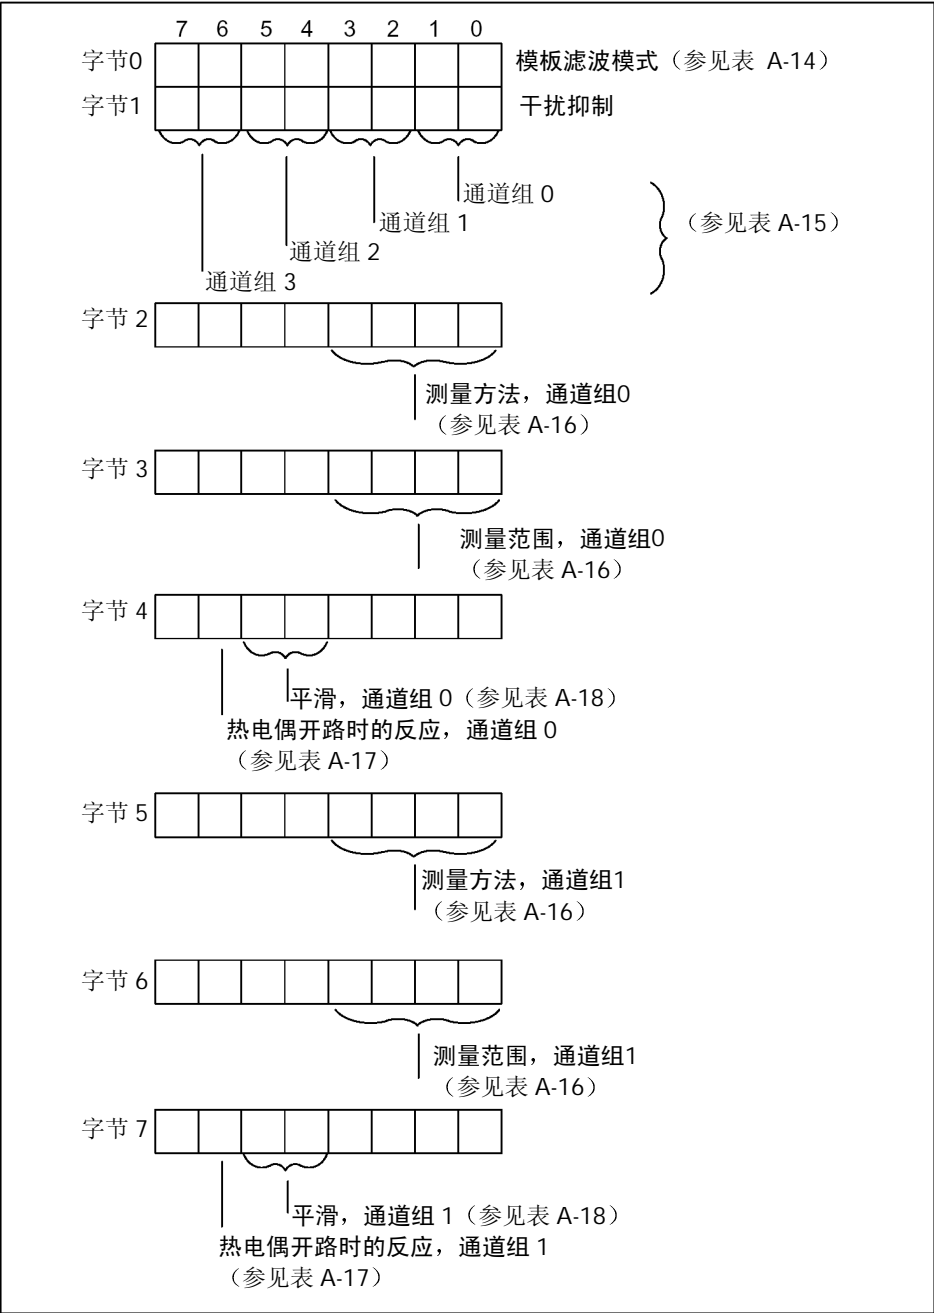 7 6 5 4 3 2 1 0
字节0 模板滤波模式（参见表 A-14）
字节1 干扰抑制
通道组 0
通道组 1 （参见表 A-15）
通道组 2
通道组 3
字节 2
测量方法，通道组0
（参见表 A-16）
字节 3
测量范围，通道组0
（参见表 A-16）
字节 4
平滑，通道组 0（参见表 A-18）
热电偶开路时的反应，通道组 0
（参见表 A-17）
字节 5
测量方法，通道组1
（参见表 A-16）
字节 6
测量范围，通道组1
（参见表 A-16）
字节 7
平滑，通道组 1（参见表 A-18）
热电偶开路时的反应，通道组 1
（参见表 A-17）